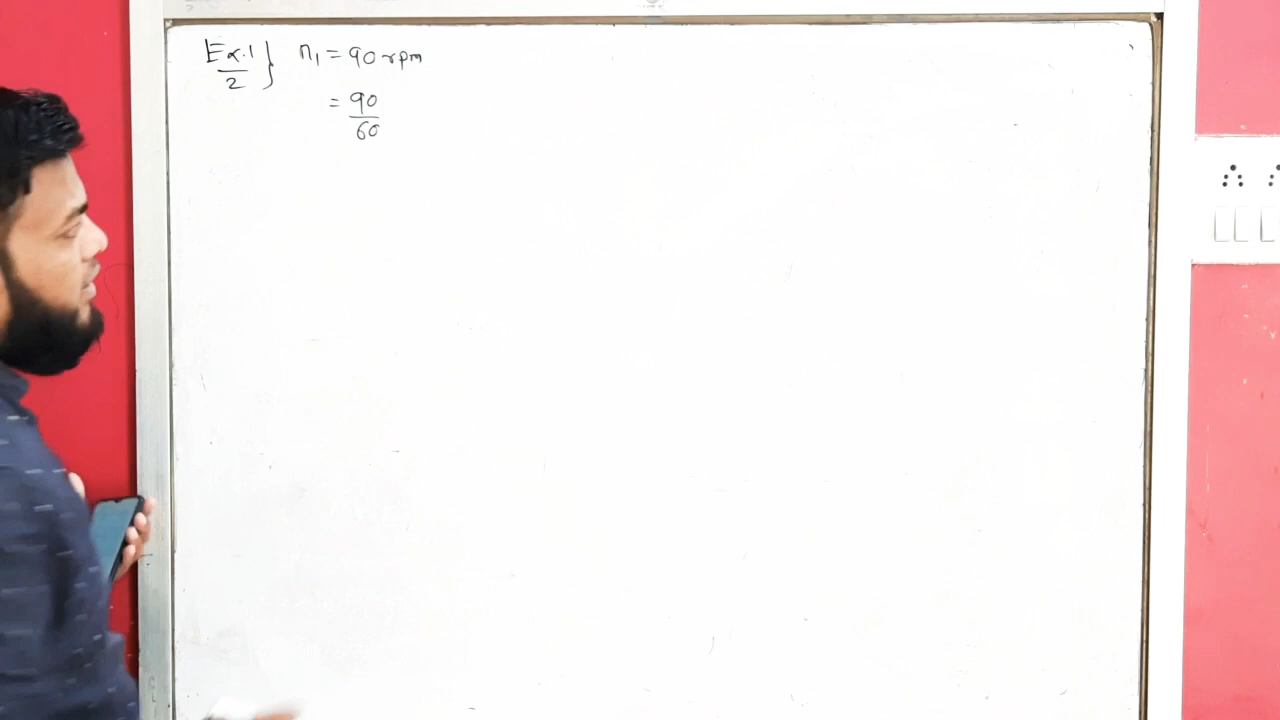 Ex.1/2} n₁ = 90 rpm
= 90/60